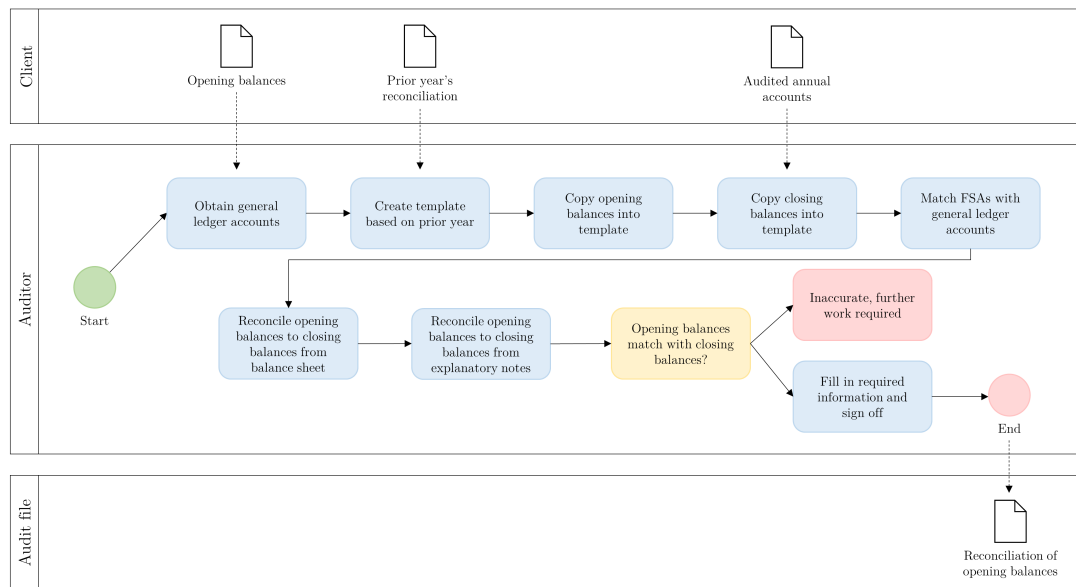 Client
Opening balances
Prior year's
reconciliation
Audited annual
accounts
Auditor
Start
Obtain general
ledger accounts
Create template
based on prior year
Copy opening
balances into
template
Copy closing
balances into
template
Match FSAs with
general ledger
accounts
Reconcile opening
balances to closing
balances from
balance sheet
Reconcile opening
balances to closing
balances from
explanatory notes
Opening balances
match with closing
balances?
Inaccurate, further
work required
Fill in required
information and
sign off
End
Audit file
Reconciliation of
opening balances